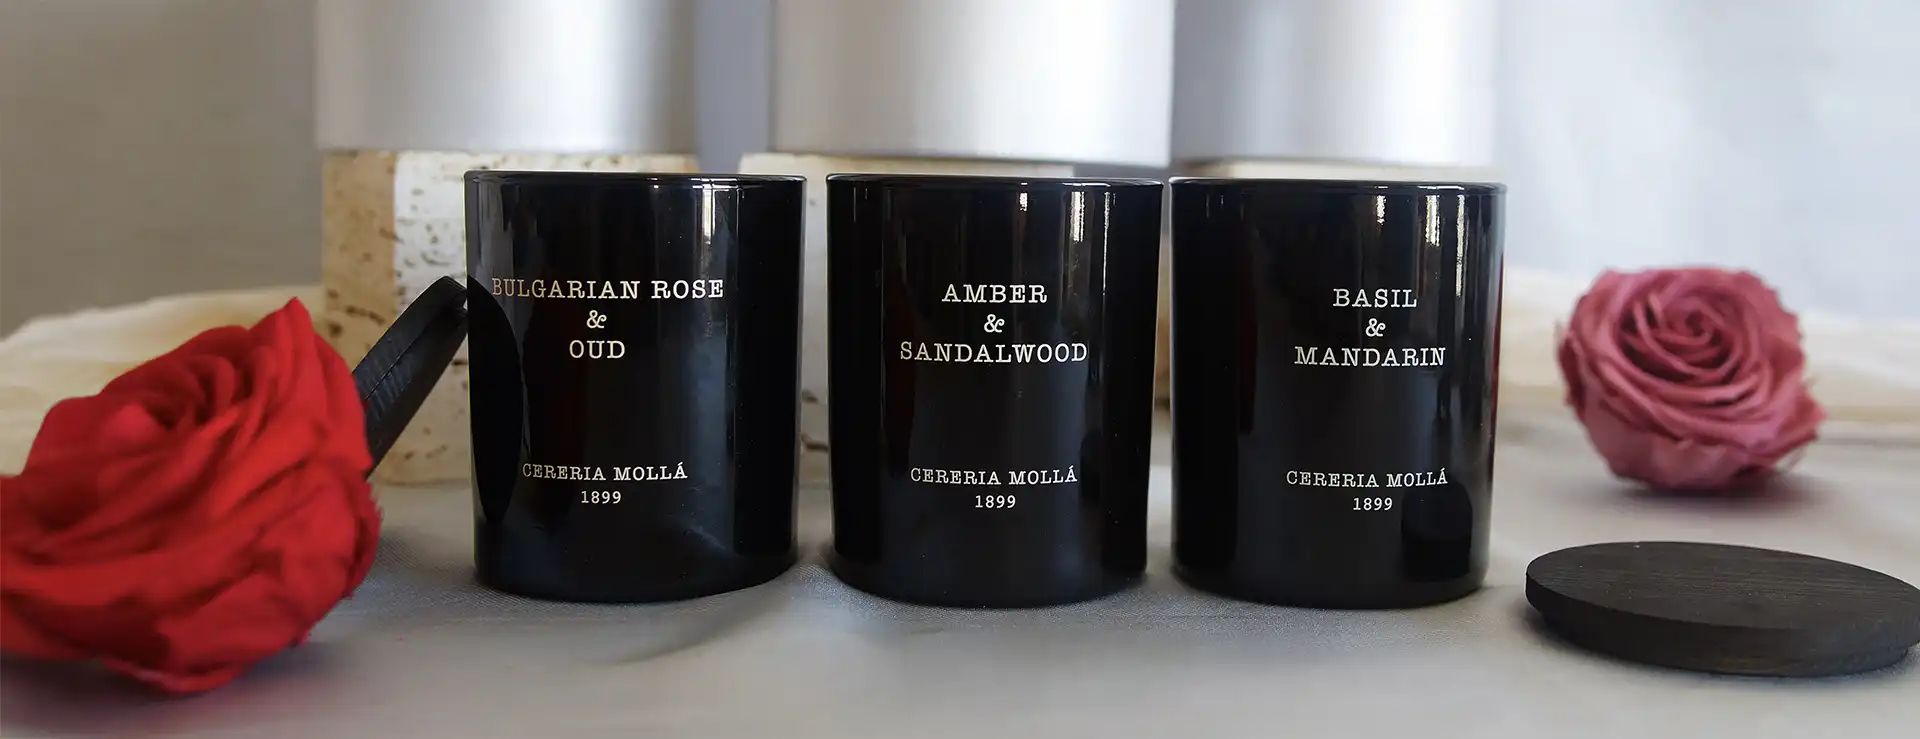 BULGARIAN ROSE
&
OUD
CERERIA MOLLÁ
1899
AMBER
&
SANDALWOOD
CERERIA MOLLÁ
1899
BASIL
&
MANDARIN
CERERIA MOLLÁ
1899